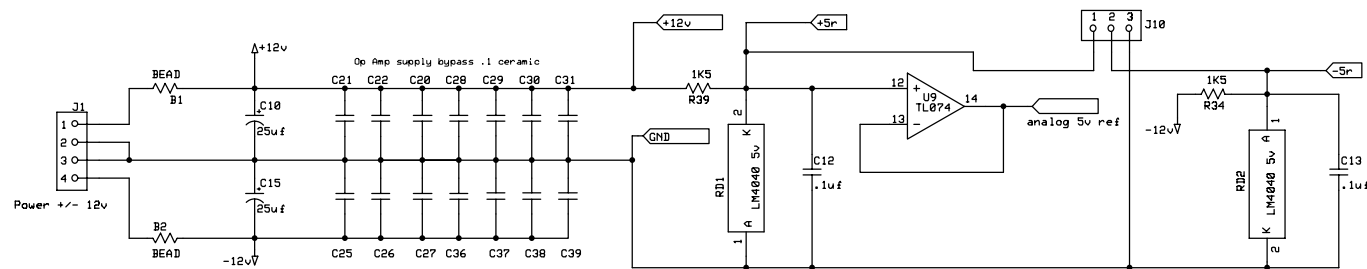 +12v
+5r
1 2 3
J10
+12v
Op Amp supply bypass .1 ceramic
BEAD
B1
C21 C22 C20 C28 C29 C30 C31
1K5
R39
12
+
U9
TL074
14
13
-
analog 5v ref
-5r
1K5
R34
-12v
J1
1
2
3
4
C10
25uf
+
GND
2
K
RD1
LM4040 5v
A
1
C12
.1uf
1
A
RD2
LM4040 5v
K
2
C13
.1uf
C15
25uf
+
Power +/- 12v
B2
BEAD
-12v
C25 C26 C27 C36 C37 C38 C39